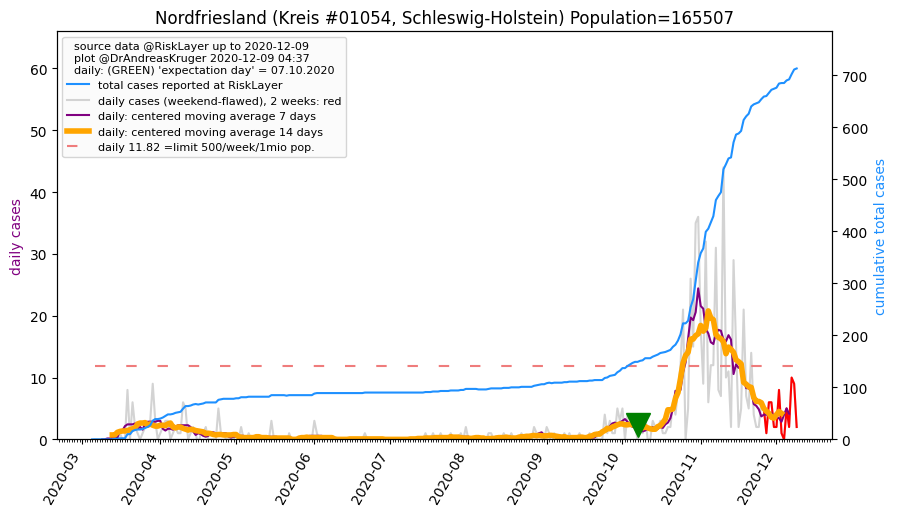 Nordfriesland (Kreis #01054, Schleswig-Holstein) Population=165507
source data @RiskLayer up to 2020-12-09
plot @DrAndreasKruger 2020-12-09 04:37
daily: (GREEN) 'expectation day' = 07.10.2020
total cases reported at RiskLayer
daily cases (weekend-flawed), 2 weeks: red
daily: centered moving average 7 days
daily: centered moving average 14 days
daily 11.82 =limit 500/week/1mio pop.
daily cases
60
50
40
30
20
10
0
cumulative total cases
700
600
500
400
300
200
100
0
2020-03
2020-04
2020-05
2020-06
2020-07
2020-08
2020-09
2020-10
2020-11
2020-12